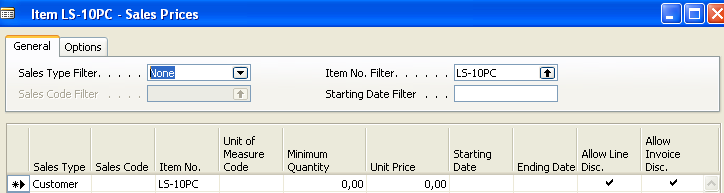 Item LS-10PC - Sales Prices
General Options
Sales Type Filter. . . . . None Item No. Filter. . . . . . LS-10PC
Sales Code Filter Starting Date Filter . . .
Sales Type Sales Code Item No. Unit of Measure Code Minimum Quantity Unit Price Starting Date Ending Date Allow Line Disc. Allow Invoice Disc.
Customer LS-10PC 0,00 0,00